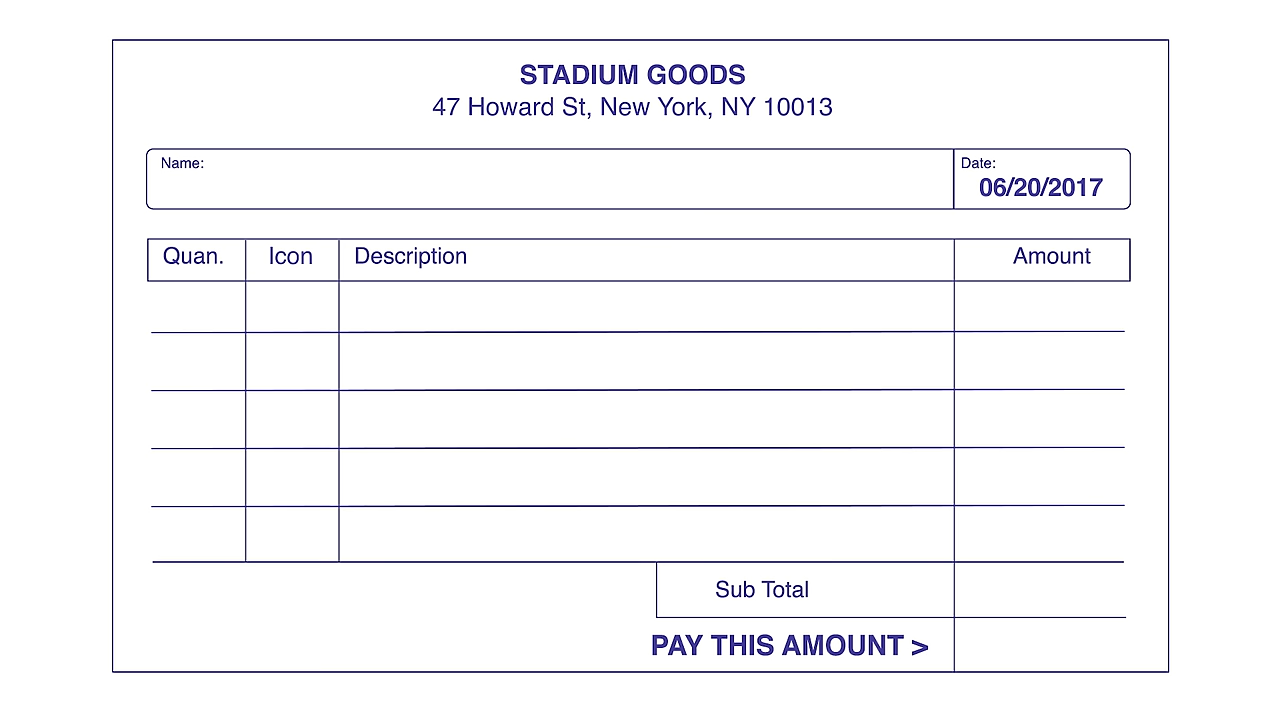 STADIUM GOODS
47 Howard St, New York, NY 10013
Name:
Date:
06/20/2017
Quan. Icon Description Amount
Sub Total
PAY THIS AMOUNT >